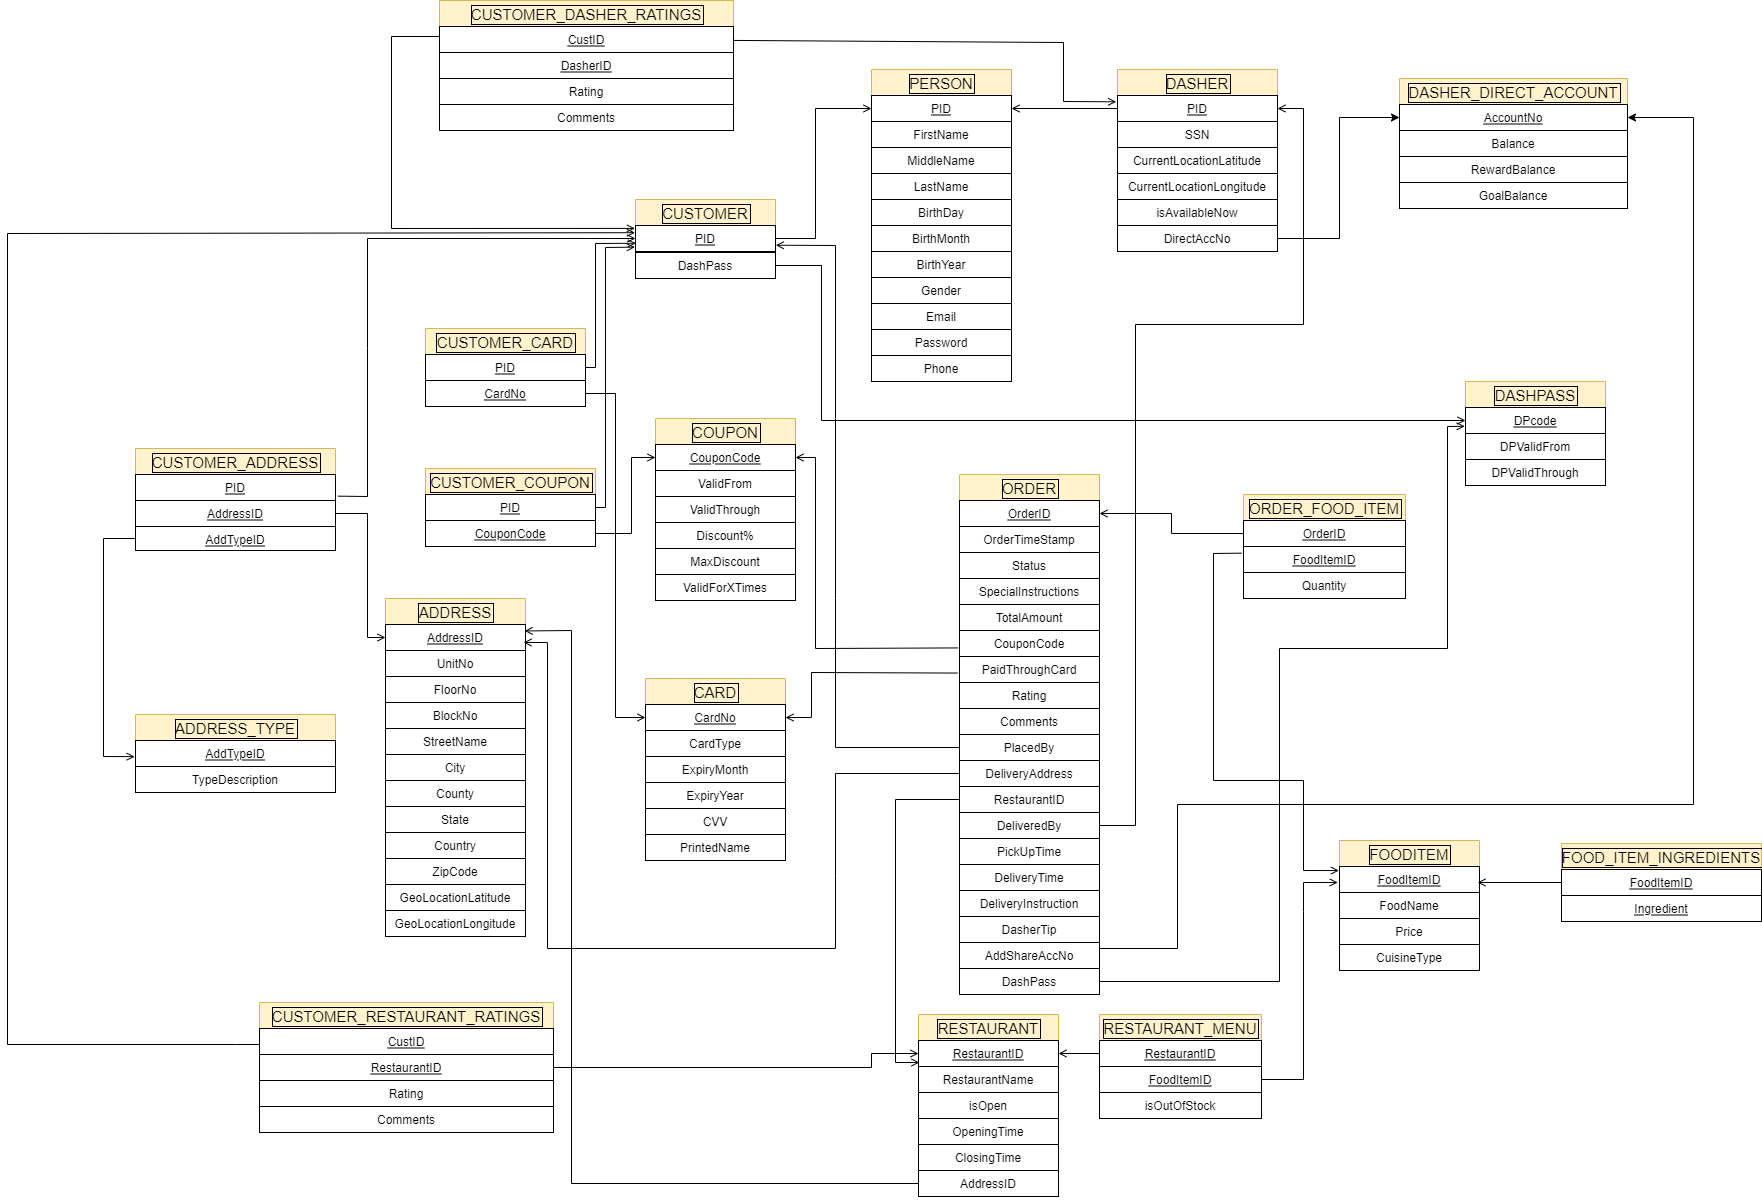 CUSTOMER_DASHER_RATINGS
CustID
DasherID
Rating
Comments
PERSON
PID
FirstName
MiddleName
LastName
BirthDay
BirthMonth
BirthYear
Gender
Email
Password
Phone
DASHER
PID
SSN
CurrentLocationLatitude
CurrentLocationLongitude
isAvailableNow
DirectAccNo
DASHER_DIRECT_ACCOUNT
AccountNo
Balance
RewardBalance
GoalBalance
CUSTOMER
PID
DashPass
CUSTOMER_CARD
PID
CardNo
DASHPASS
DPcode
DPValidFrom
DPValidThrough
COUPON
CouponCode
ValidFrom
ValidThrough
Discount%
MaxDiscount
ValidForXTimes
CUSTOMER_ADDRESS
PID
AddressID
AddTypeID
CUSTOMER_COUPON
PID
CouponCode
ORDER
OrderID
OrderTimeStamp
Status
SpecialInstructions
TotalAmount
CouponCode
PaidThroughCard
Rating
Comments
PlacedBy
DeliveryAddress
RestaurantID
DeliveredBy
PickUpTime
DeliveryTime
DeliveryInstruction
DasherTip
AddShareAccNo
DashPass
ORDER_FOOD_ITEM
OrderID
FoodItemID
Quantity
ADDRESS
AddressID
UnitNo
FloorNo
BlockNo
StreetName
City
County
State
Country
ZipCode
GeoLocationLatitude
GeoLocationLongitude
CARD
CardNo
CardType
ExpiryMonth
ExpiryYear
CVV
PrintedName
ADDRESS_TYPE
AddTypeID
TypeDescription
FOODITEM
FoodItemID
FoodName
Price
CuisineType
FOOD_ITEM_INGREDIENTS
FoodItemID
Ingredient
CUSTOMER_RESTAURANT_RATINGS
CustID
RestaurantID
Rating
Comments
RESTAURANT
RestaurantID
RestaurantName
isOpen
OpeningTime
ClosingTime
AddressID
RESTAURANT_MENU
RestaurantID
FoodItemID
isOutOfStock